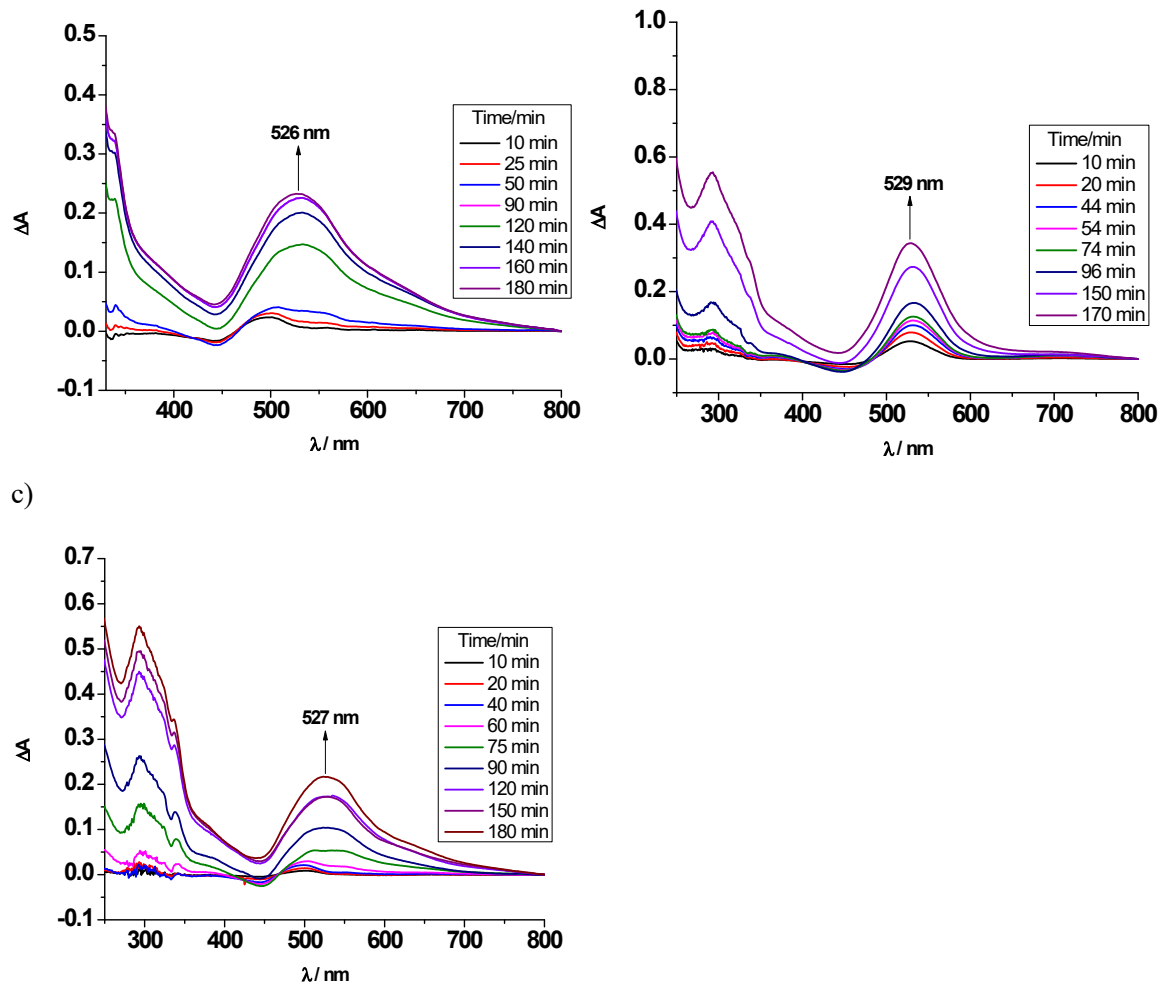 0.5
0.4
0.3
0.2
0.1
0.0
-0.1
ΔA
400 500 600 700 800
λ/ nm
526 nm
Time/min
10 min
25 min
50 min
90 min
120 min
140 min
160 min
180 min
1.0
0.8
0.6
0.4
0.2
0.0
ΔA
300 400 500 600 700 800
λ/ nm
529 nm
Time/min
10 min
20 min
44 min
54 min
74 min
96 min
150 min
170 min
c)
0.7
0.6
0.5
0.4
0.3
0.2
0.1
0.0
-0.1
ΔA
300 400 500 600 700 800
λ/ nm
527 nm
Time/min
10 min
20 min
40 min
60 min
75 min
90 min
120 min
150 min
180 min